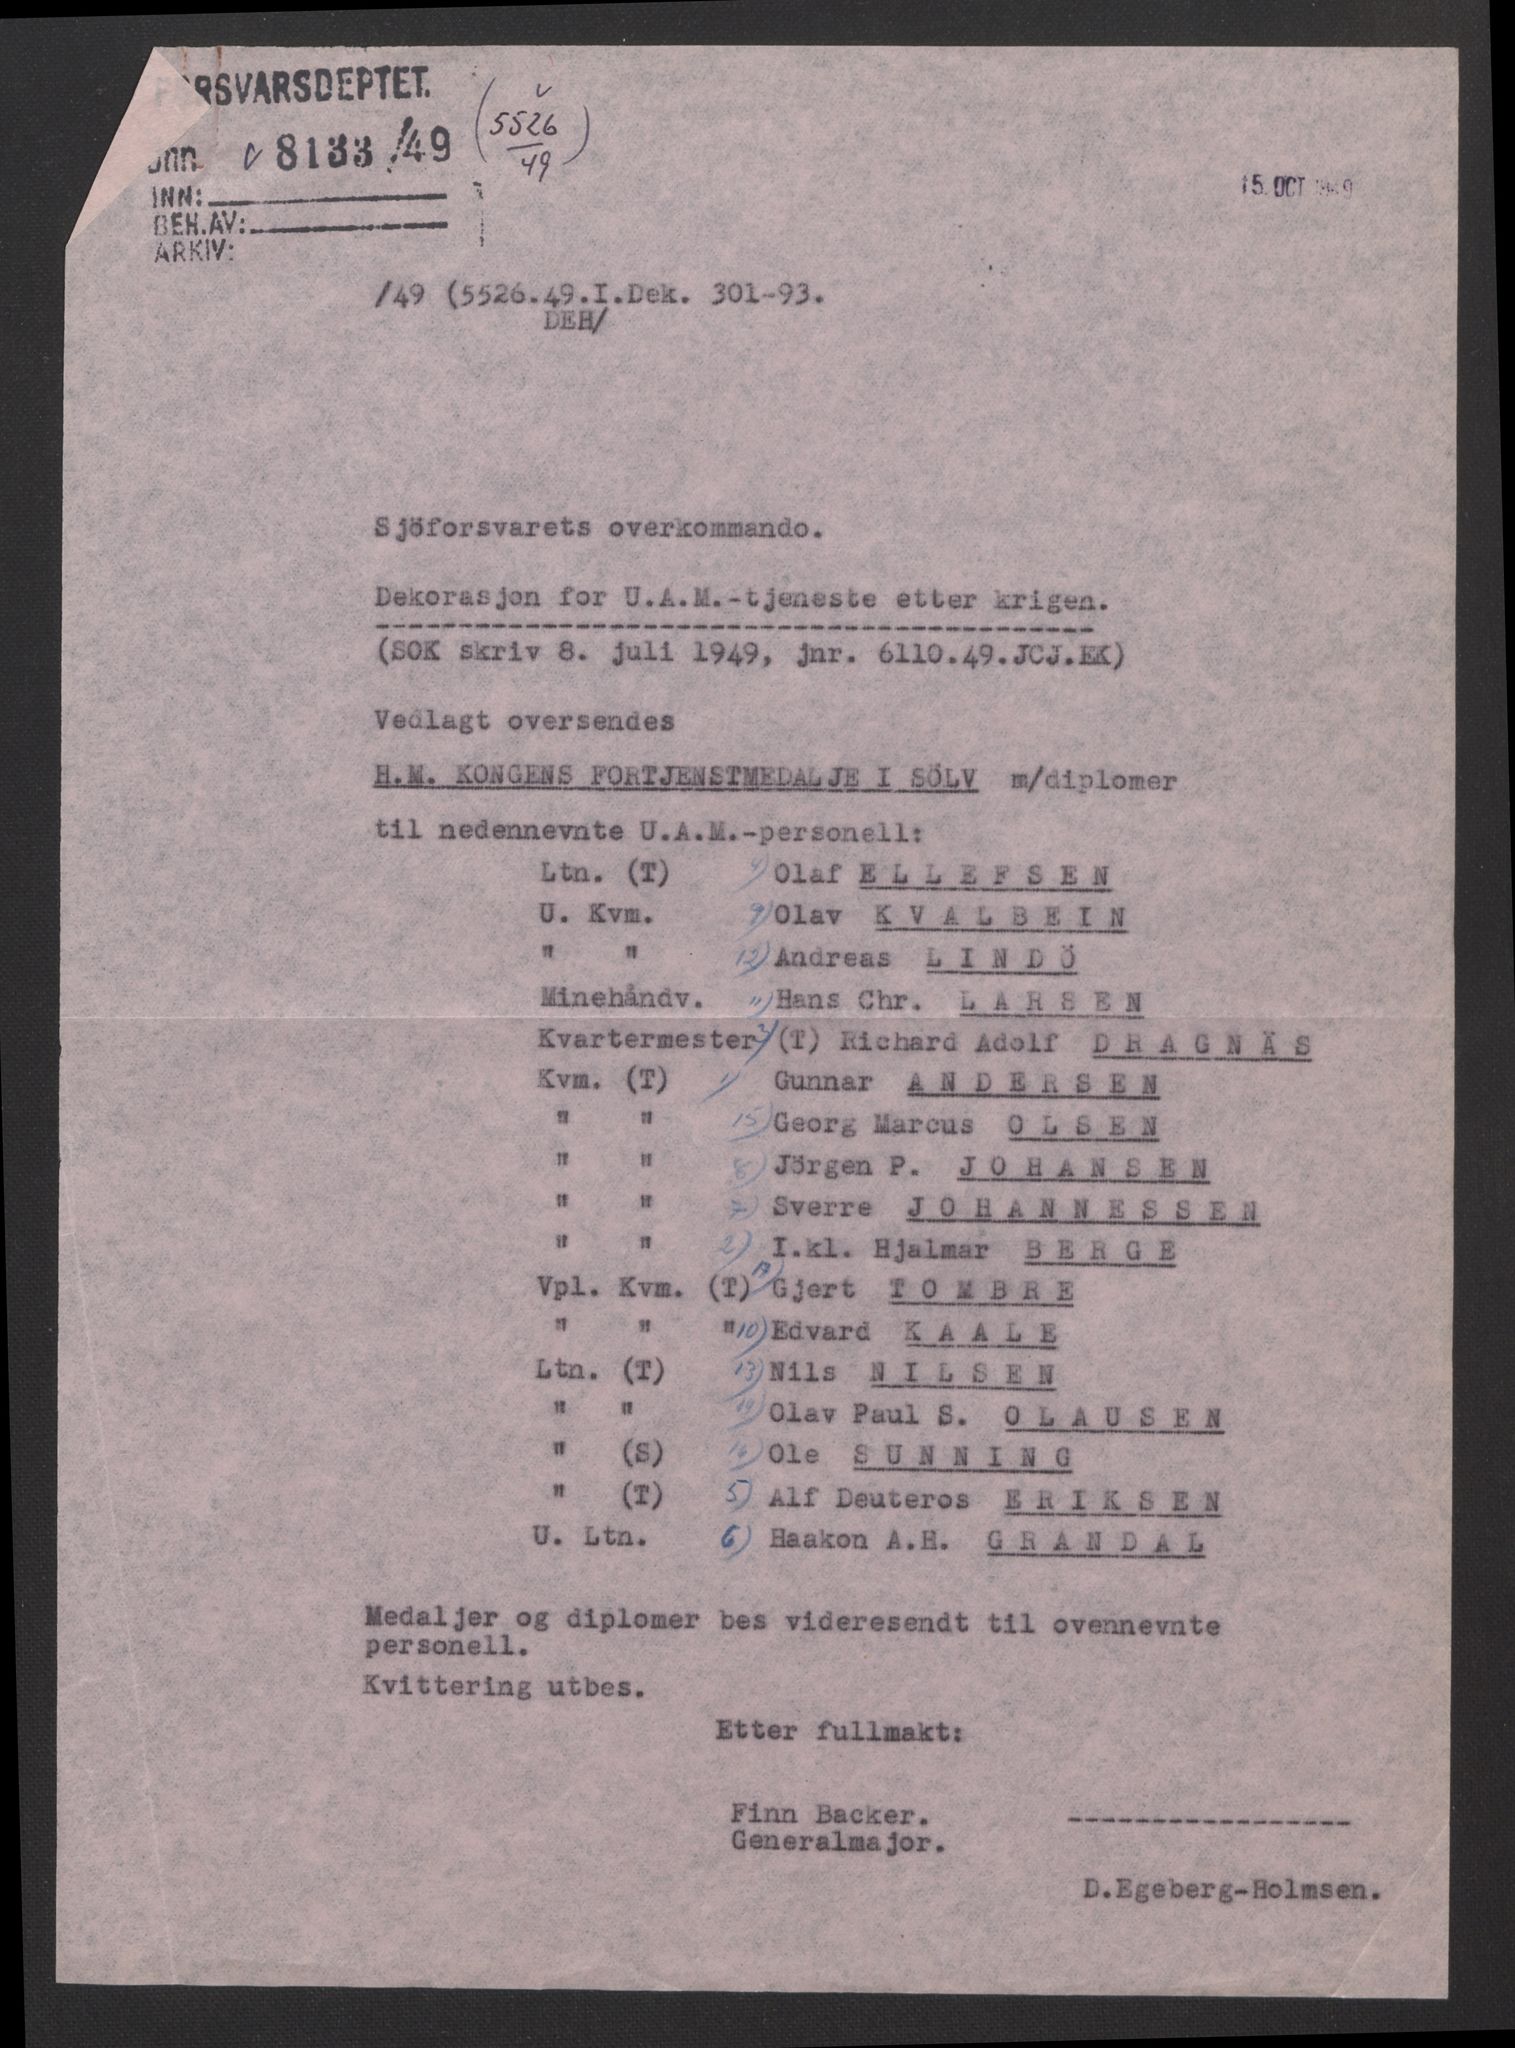 FORSVARSDEPTET.
Jnr. v 8133 /49 (5526/49)
INN:
BEH.AV:
ARKIV:
15. OCT 1949
/49 (5526.49.I.Dek. 301-93.
DEH/
Sjöforsvarets overkommando.
Dekorasjon for U.A.M.-tjeneste etter krigen.
(SOK skriv 8. juli 1949, jnr. 6110.49.JCJ.EK)
Vedlagt oversendes
H.M. KONGENS FORTJENSTMEDALJE I SÖLV m/diplomer
til nedennevnte U.A.M.-personell:
Ltn. (T) 4) Olaf ELLEFSEN
U. Kvm. 9) Olav KVALBEIN
" " 12) Andreas LINDÖ
Minehåndv. 11) Hans Chr. LARSEN
Kvartermester 3) (T) Richard Adolf DRAGNÄS
Kvm. (T) 1) Gunnar ANDERSEN
" " 15) Georg Marcus OLSEN
" " 8) Jörgen P. JOHANSEN
" " 7) Sverre JOHANNESSEN
" " 2) I.kl. Hjalmar BERGE
Vpl. Kvm. (T) 17) Gjert TOMBRE
" " " 10) Edvard KAALE
Ltn. (T) 13) Nils NILSEN
" " 14) Olav Paul S. OLAUSEN
" (S) 16) Ole SUNNING
" (T) 5) Alf Deuteros ERIKSEN
U. Ltn. 6) Haakon A.H. GRANDAL
Medaljer og diplomer bes videresendt til ovennevnte
personell.
Kvittering utbes.
Etter fullmakt:
Finn Backer.
Generalmajor.
D.Egeberg-Holmsen.